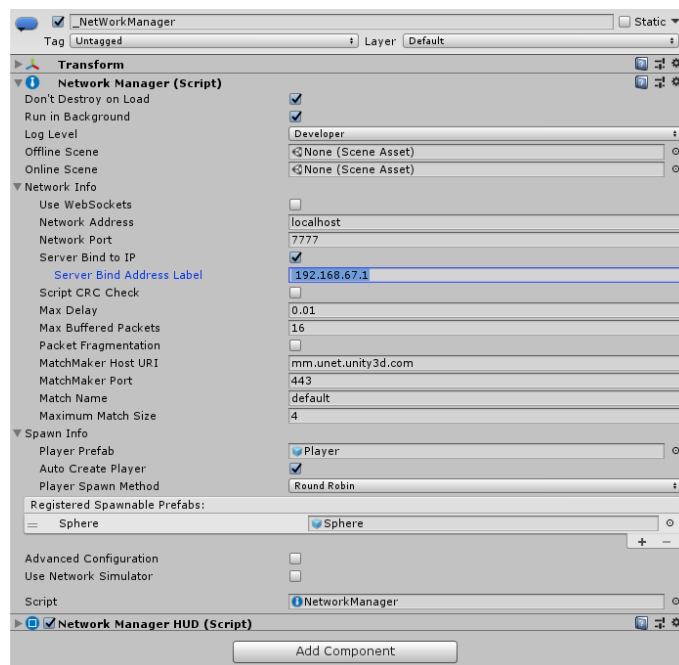 _NetWorkManager Static
Tag Untagged Layer Default
Transform
Network Manager (Script)
Don't Destroy on Load
Run in Background
Log Level Developer
Offline Scene None (Scene Asset)
Online Scene None (Scene Asset)
Network Info
Use WebSockets
Network Address localhost
Network Port 7777
Server Bind to IP
Server Bind Address Label 192.168.67.1
Script CRC Check
Max Delay 0.01
Max Buffered Packets 16
Packet Fragmentation
MatchMaker Host URI mm.unet.unity3d.com
MatchMaker Port 443
Match Name default
Maximum Match Size 4
Spawn Info
Player Prefab Player
Auto Create Player
Player Spawn Method Round Robin
Registered Spawnable Prefabs:
Sphere Sphere
+ −
Advanced Configuration
Use Network Simulator
Script NetworkManager
Network Manager HUD (Script)
Add Component